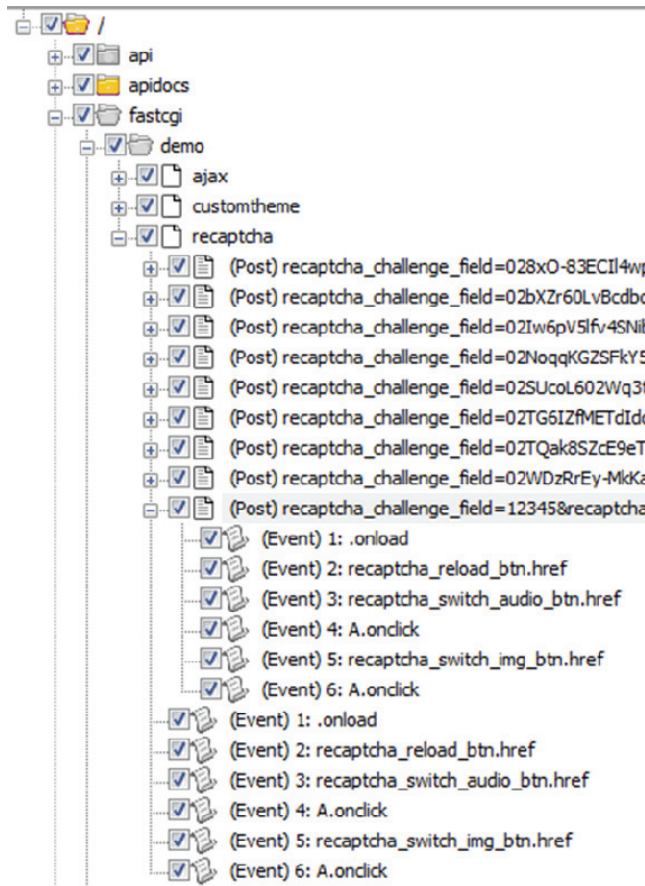 /
api
apidocs
fastcgi
demo
ajax
customtheme
recaptcha
(Post) recaptcha_challenge_field=028xO-83ECIl4wp
(Post) recaptcha_challenge_field=02bXZr60LvBcdbc
(Post) recaptcha_challenge_field=02Iw6pV5lfv4SNib
(Post) recaptcha_challenge_field=02NoqqKGZSFkY5
(Post) recaptcha_challenge_field=02SUcoL602Wq3t
(Post) recaptcha_challenge_field=02TG6IZfMETdIdc
(Post) recaptcha_challenge_field=02TQak8SZcE9eT
(Post) recaptcha_challenge_field=02WDzRrEy-MkKa
(Post) recaptcha_challenge_field=12345&recaptcha
(Event) 1: .onload
(Event) 2: recaptcha_reload_btn.href
(Event) 3: recaptcha_switch_audio_btn.href
(Event) 4: A.onclick
(Event) 5: recaptcha_switch_img_btn.href
(Event) 6: A.onclick
(Event) 1: .onload
(Event) 2: recaptcha_reload_btn.href
(Event) 3: recaptcha_switch_audio_btn.href
(Event) 4: A.onclick
(Event) 5: recaptcha_switch_img_btn.href
(Event) 6: A.onclick